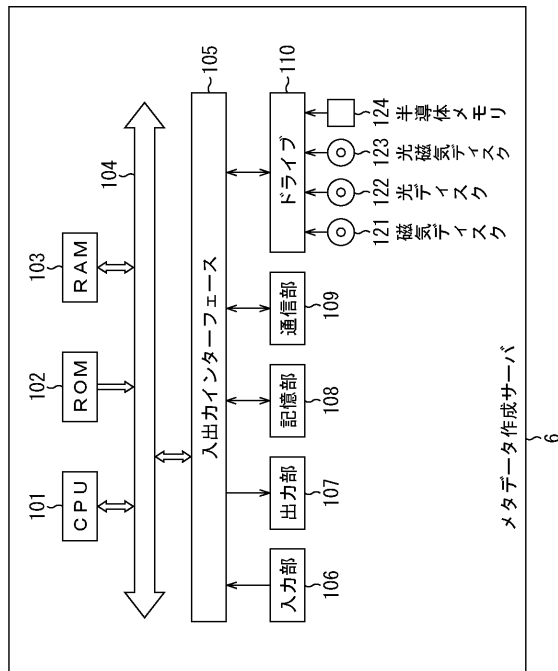 101
CPU
102
ROM
103
RAM
104
入出力インターフェース
105
入力部
106
出力部
107
記憶部
108
通信部
109
ドライブ
110
121
磁気ディスク
122
光ディスク
123
光磁気ディスク
124
半導体メモリ
メタデータ作成サーバ
6